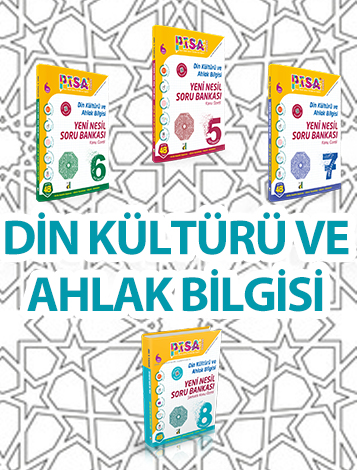 PISA
Din Kültürü ve
Ahlak Bilgisi
YENİ NESİL
SORU BANKASI
5
PISA
Din Kültürü ve
Ahlak Bilgisi
YENİ NESİL
SORU BANKASI
6
PISA
Din Kültürü ve
Ahlak Bilgisi
YENİ NESİL
SORU BANKASI
7
DİN KÜLTÜRÜ VE
AHLAK BİLGİSİ
PISA
Din Kültürü ve
Ahlak Bilgisi
YENİ NESİL
SORU BANKASI
8